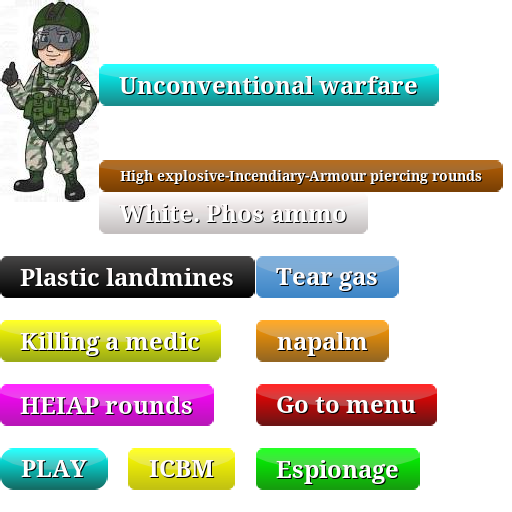 Unconventional warfare
High explosive-Incendiary-Armour piercing rounds
White. Phos ammo
Plastic landmines
Tear gas
Killing a medic
napalm
HEIAP rounds
Go to menu
PLAY
ICBM
Espionage